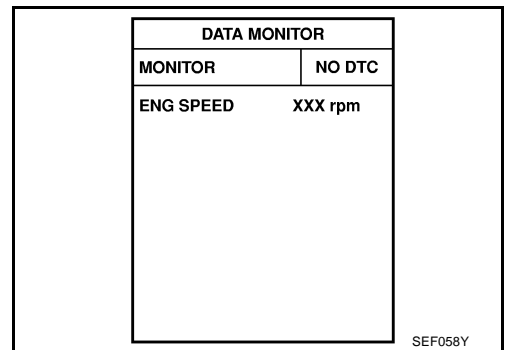 DATA MONITOR
MONITOR NO DTC
ENG SPEED XXX rpm
SEF058Y